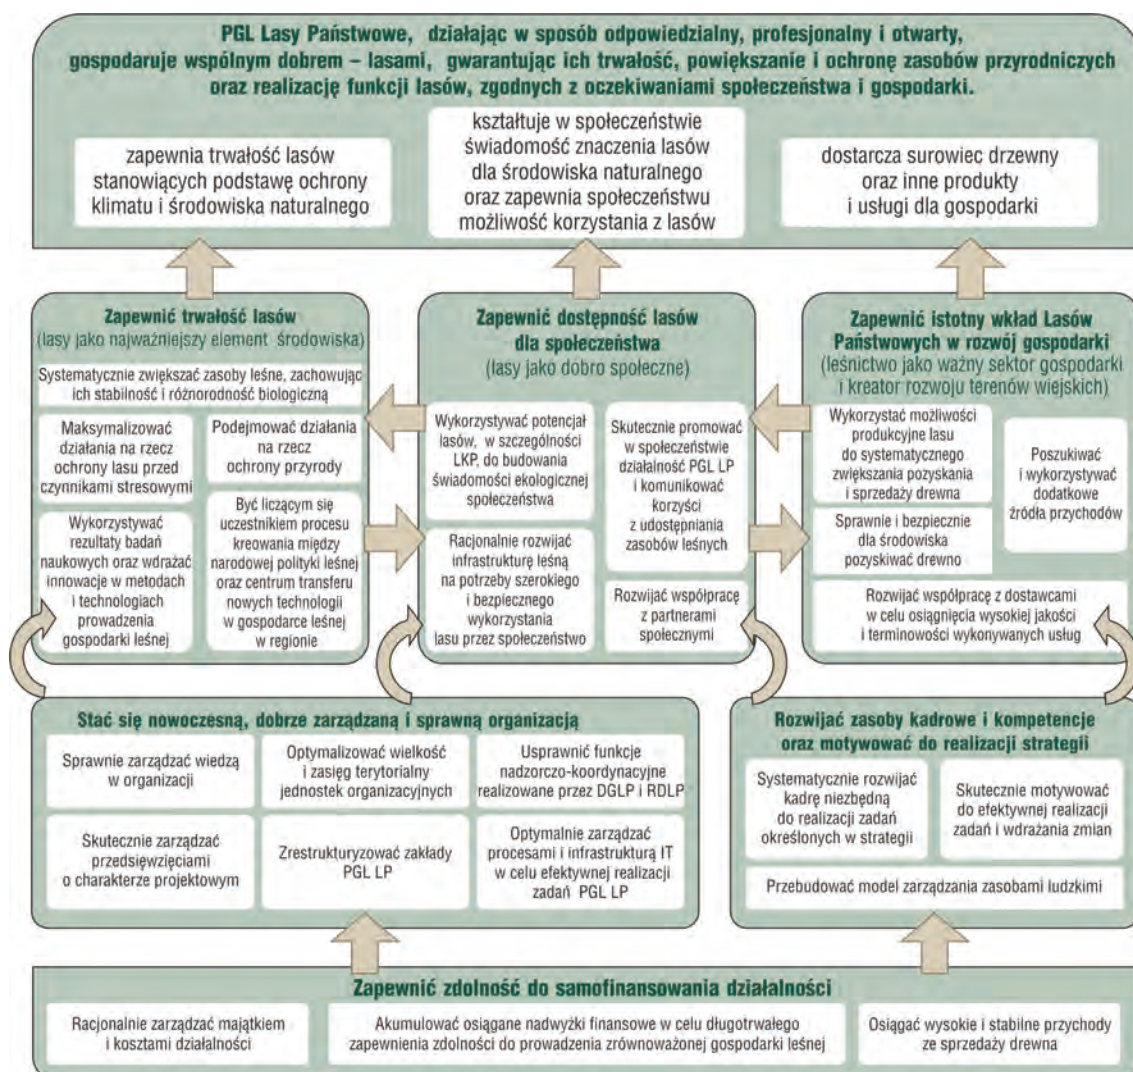 PGL Lasy Państwowe, działając w sposób odpowiedzialny, profesjonalny i otwarty,
gospodaruje wspólnym dobrem – lasami, gwarantując ich trwałość, powiększanie i ochronę zasobów przyrodniczych
oraz realizację funkcji lasów, zgodnych z oczekiwaniami społeczeństwa i gospodarki.
zapewnia trwałość lasów
stanowiących podstawę ochrony
klimatu i środowiska naturalnego
kształtuje w społeczeństwie
świadomość znaczenia lasów
dla środowiska naturalnego
oraz zapewnia społeczeństwu
możliwość korzystania z lasów
dostarcza surowiec drzewny
oraz inne produkty
i usługi dla gospodarki
Zapewnić trwałość lasów
(lasy jako najważniejszy element środowiska)
Systematycznie zwiększać zasoby leśne, zachowując
ich stabilność i różnorodność biologiczną
Maksymalizować
działania na rzecz
ochrony lasu przed
czynnikami stresowymi
Podejmować działania
na rzecz
ochrony przyrody
Wykorzystywać
rezultaty badań
naukowych oraz wdrażać
innowacje w metodach
i technologiach
prowadzenia
gospodarki leśnej
Być liczącym się
uczestnikiem procesu
kreowania między
narodowej polityki leśnej
oraz centrum transferu
nowych technologii
w gospodarce leśnej
w regionie
Zapewnić dostępność lasów
dla społeczeństwa
(lasy jako dobro społeczne)
Wykorzystywać potencjał
lasów, w szczególności
LKP, do budowania
świadomości ekologicznej
społeczeństwa
Skutecznie promować
w społeczeństwie
działalność PGL LP
i komunikować
korzyści
z udostępniania
zasobów leśnych
Racjonalnie rozwijać
infrastrukturę leśną
na potrzeby szerokiego
i bezpiecznego
wykorzystania
lasu przez społeczeństwo
Rozwijać współpracę
z partnerami
społecznymi
Zapewnić istotny wkład Lasów
Państwowych w rozwój gospodarki
(leśnictwo jako ważny sektor gospodarki
i kreator rozwoju terenów wiejskich)
Wykorzystać możliwości
produkcyjne lasu
do systematycznego
zwiększania pozyskania
i sprzedaży drewna
Poszukiwać
i wykorzystywać
dodatkowe
źródła przychodów
Sprawnie i bezpiecznie
dla środowiska
pozyskiwać drewno
Rozwijać współpracę z dostawcami
w celu osiągnięcia wysokiej jakości
i terminowości wykonywanych usług
Stać się nowoczesną, dobrze zarządzaną i sprawną organizacją
Sprawnie zarządzać wiedzą
w organizacji
Optymalizować wielkość
i zasięg terytorialny
jednostek organizacyjnych
Usprawnić funkcje
nadzorczo-koordynacyjne
realizowane przez DGLP i RDLP
Skutecznie zarządzać
przedsięwzięciami
o charakterze projektowym
Zrestrukturyzować zakłady
PGL LP
Optymalnie zarządzać
procesami i infrastrukturą IT
w celu efektywnej realizacji
zadań PGL LP
Rozwijać zasoby kadrowe i kompetencje
oraz motywować do realizacji strategii
Systematycznie rozwijać
kadrę niezbędną
do realizacji zadań
określonych w strategii
Skutecznie motywować
do efektywnej realizacji
zadań i wdrażania zmian
Przebudować model zarządzania zasobami ludzkimi
Zapewnić zdolność do samofinansowania działalności
Racjonalnie zarządzać majątkiem
i kosztami działalności
Akumulować osiągane nadwyżki finansowe w celu długotrwałego
zapewnienia zdolności do prowadzenia zrównoważonej gospodarki leśnej
Osiągać wysokie i stabilne przychody
ze sprzedaży drewna